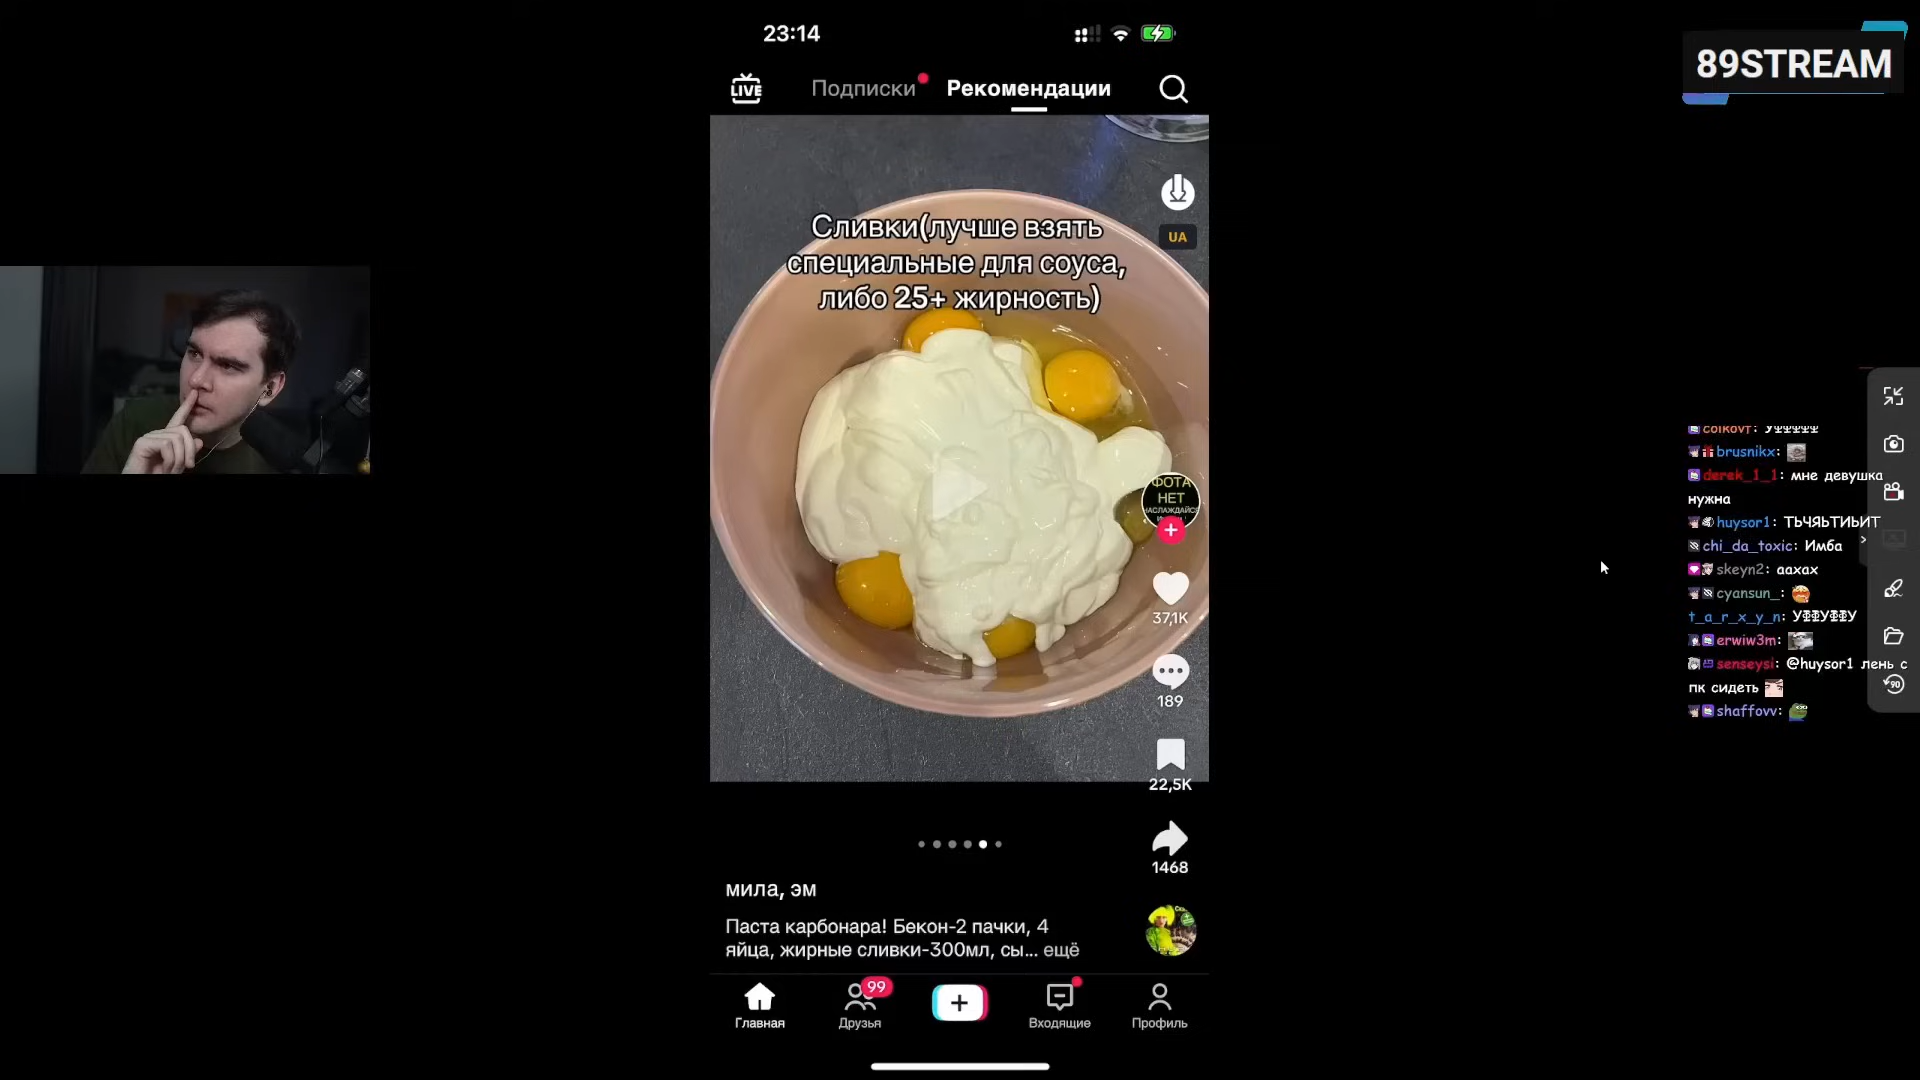 23:14
LIVE
Подписки
Рекомендации
89STREAM
Сливки(лучше взять
специальные для соуса,
либо 25+ жирность)
UA
ФОТА
НЕТ
37,1K
189
22,5K
1468
мила, эм
Паста карбонара! Бекон-2 пачки, 4
яйца, жирные сливки-300мл, сы... ещё
Главная
99
Друзья
Входящие
Профиль
brusnikx:
derek_1_1: мне девушка
нужна
huysor1: ТЬЧЯЬТИЬИТ
chi_da_toxic: Имба
skeyn2: аахах
cyansun_:
t_a_r_x_y_n: УФФУФФУ
erwiw3m:
senseysi: @huysor1 лень с
пк сидеть
shaffovv:
90